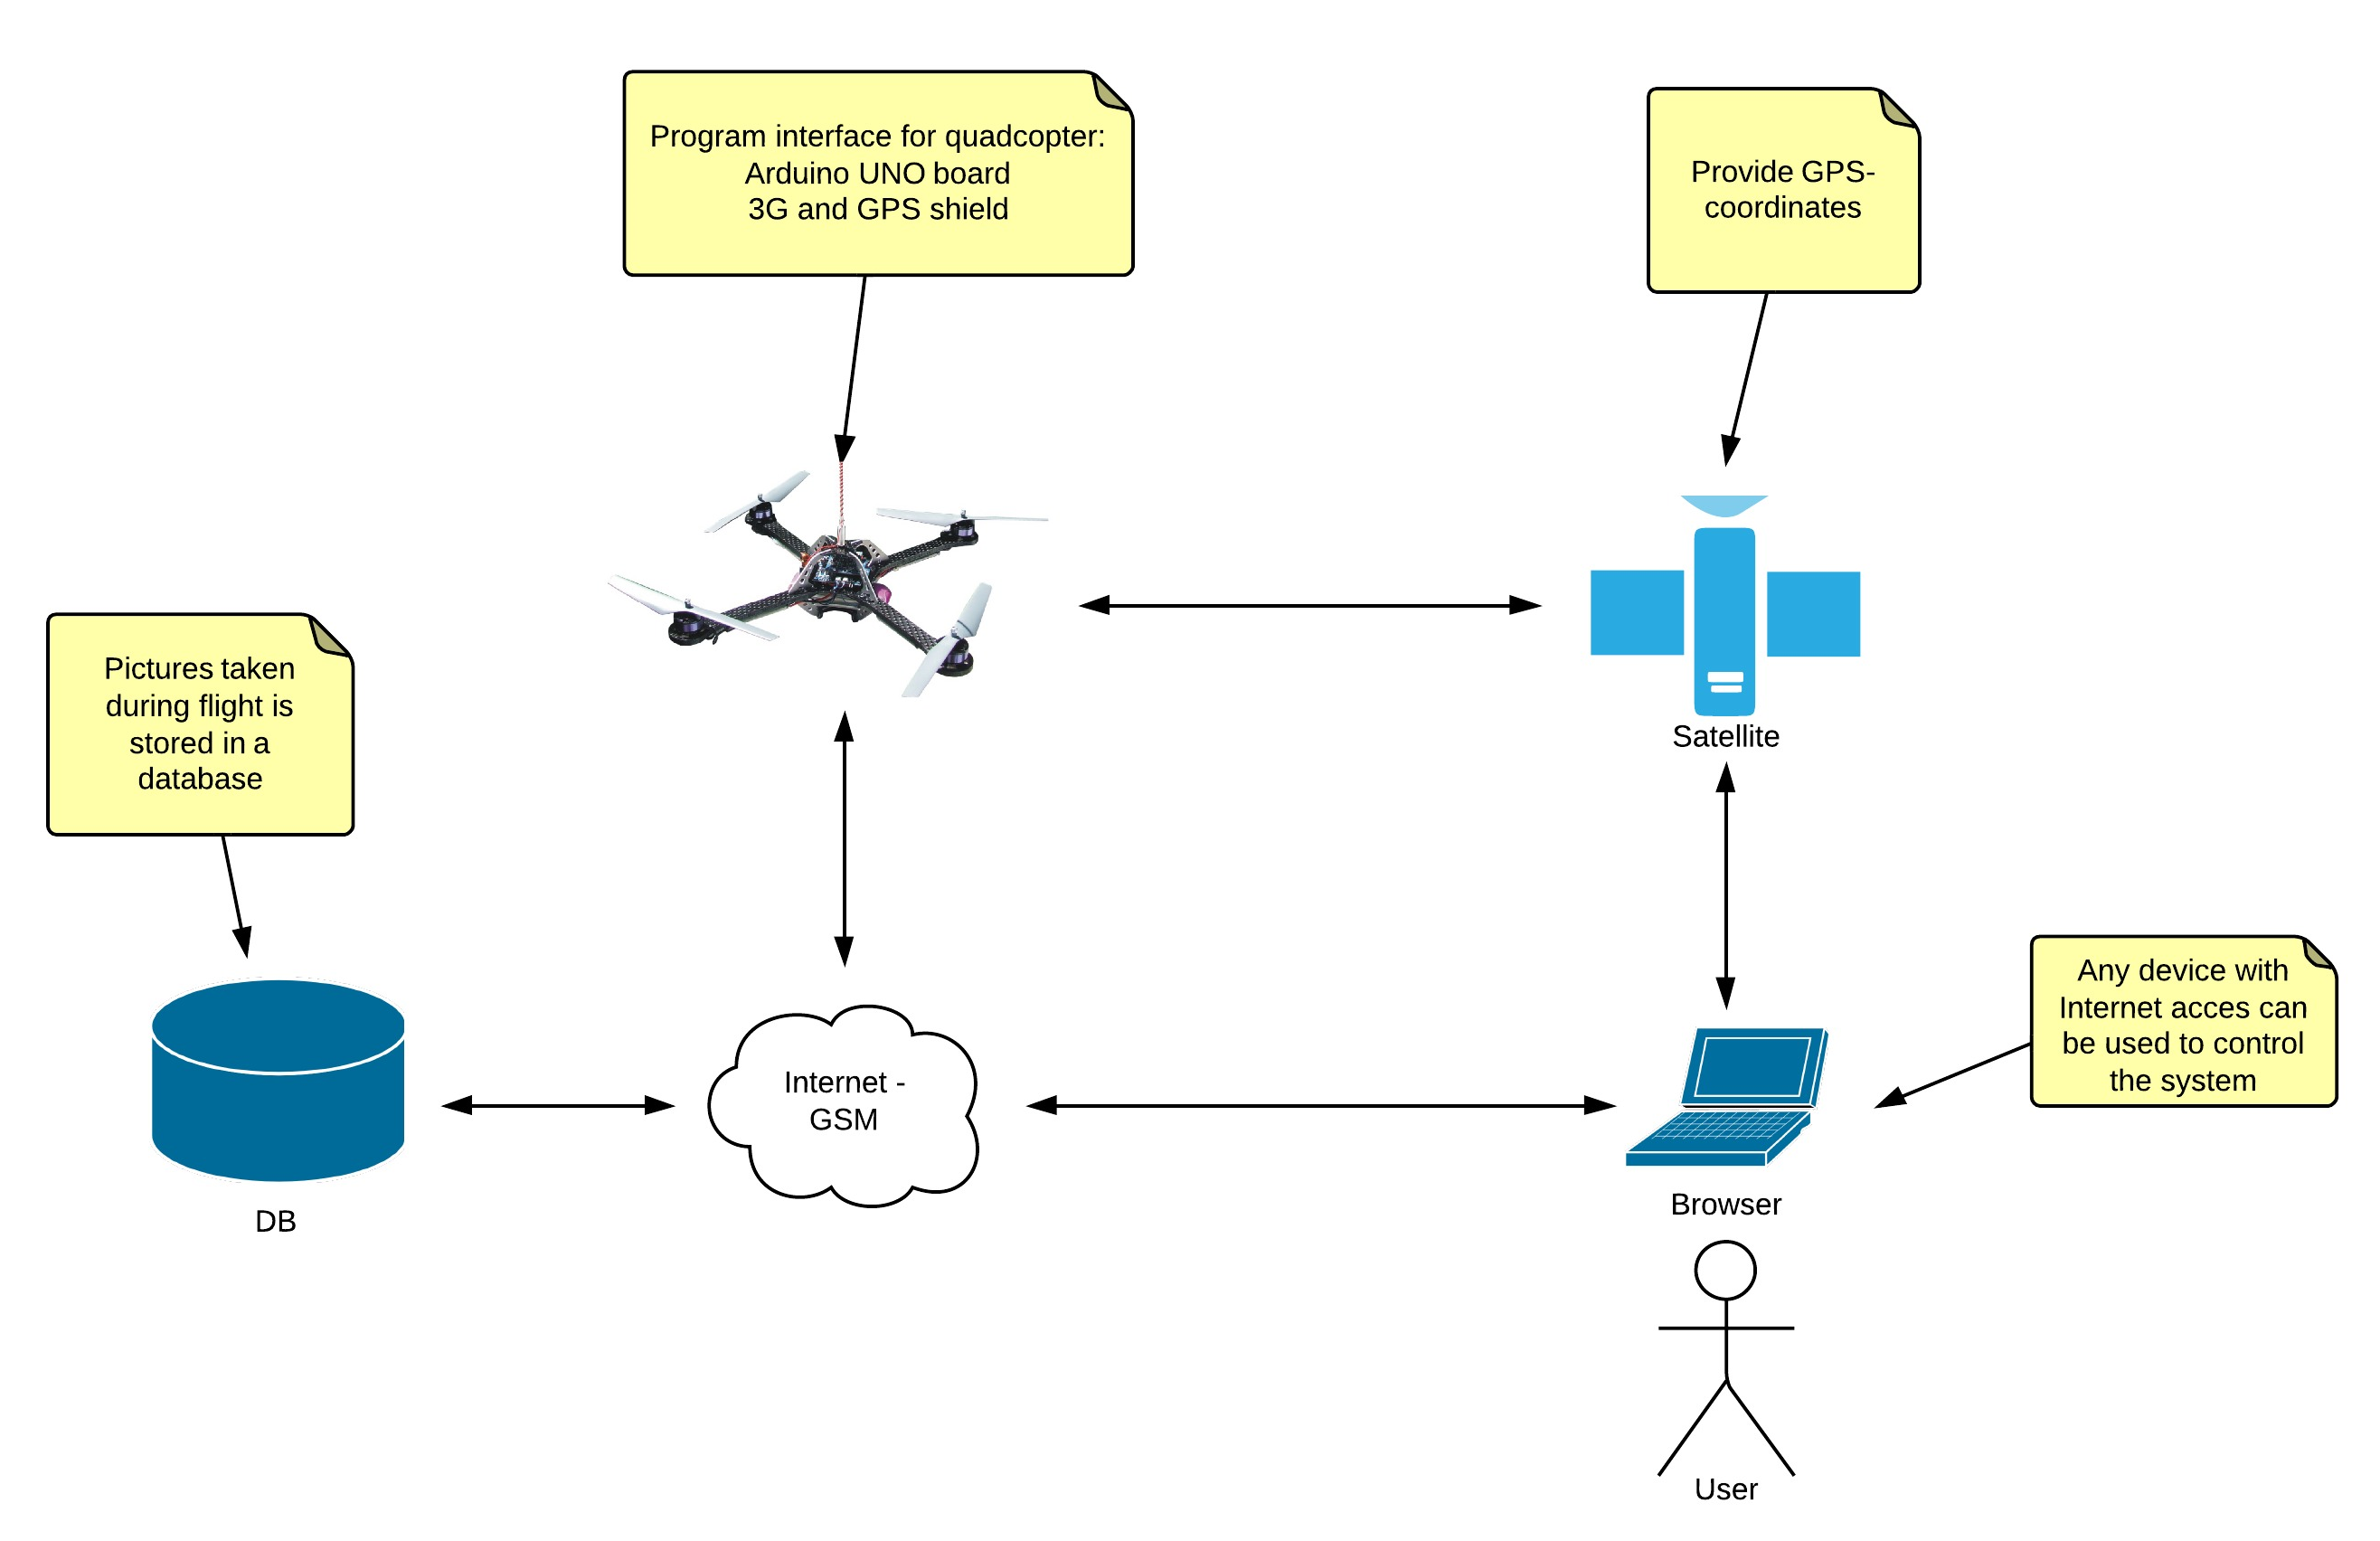 Program interface for quadcopter:
Arduino UNO board
3G and GPS shield
Provide GPS-
coordinates
Pictures taken
during flight is
stored in a
database
Satellite
Any device with
Internet acces can
be used to control
the system
Internet -
GSM
Browser
DB
User